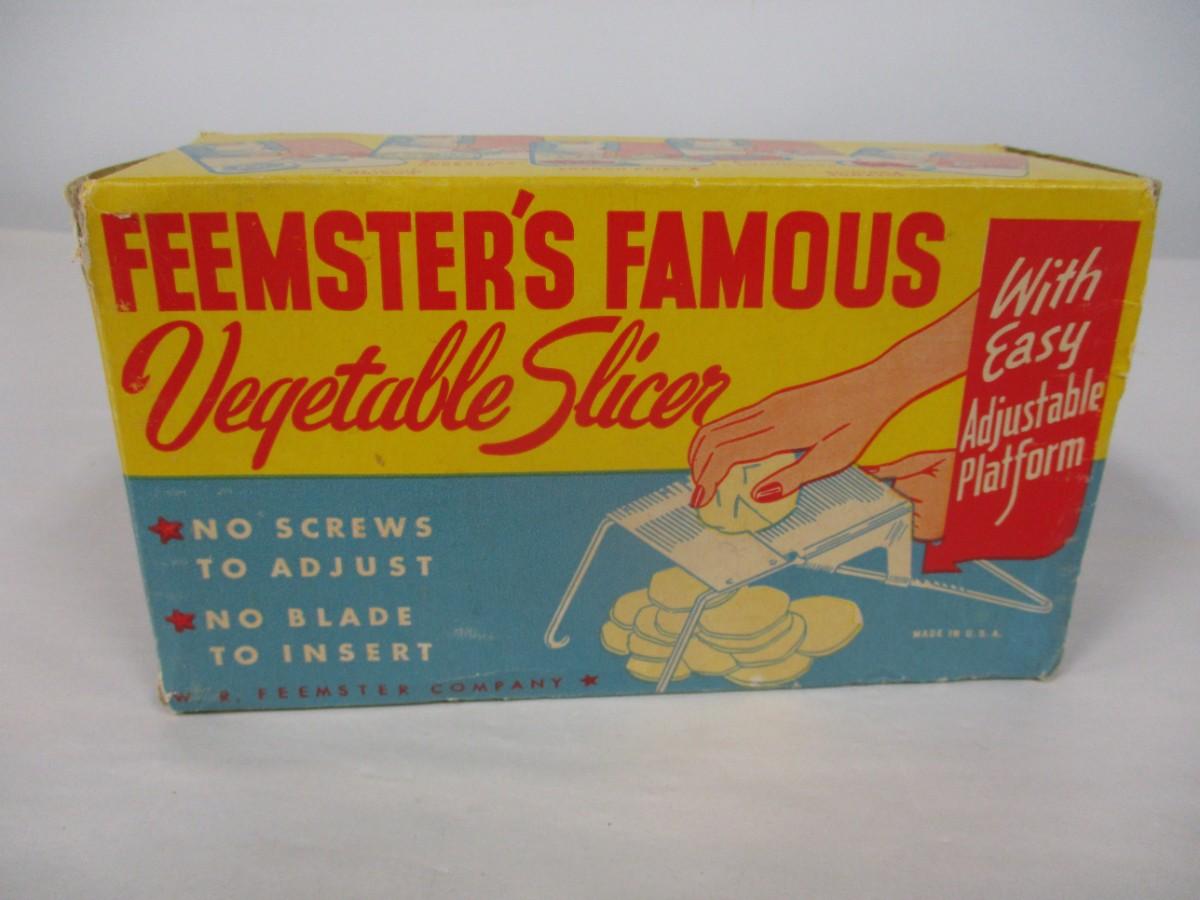 FEEMSTER'S FAMOUS
Vegetable Slicer
With
Easy
Adjustable
Platform
★ NO SCREWS
TO ADJUST
★ NO BLADE
TO INSERT
MADE IN U.S.A.
W. R. FEEMSTER COMPANY ★